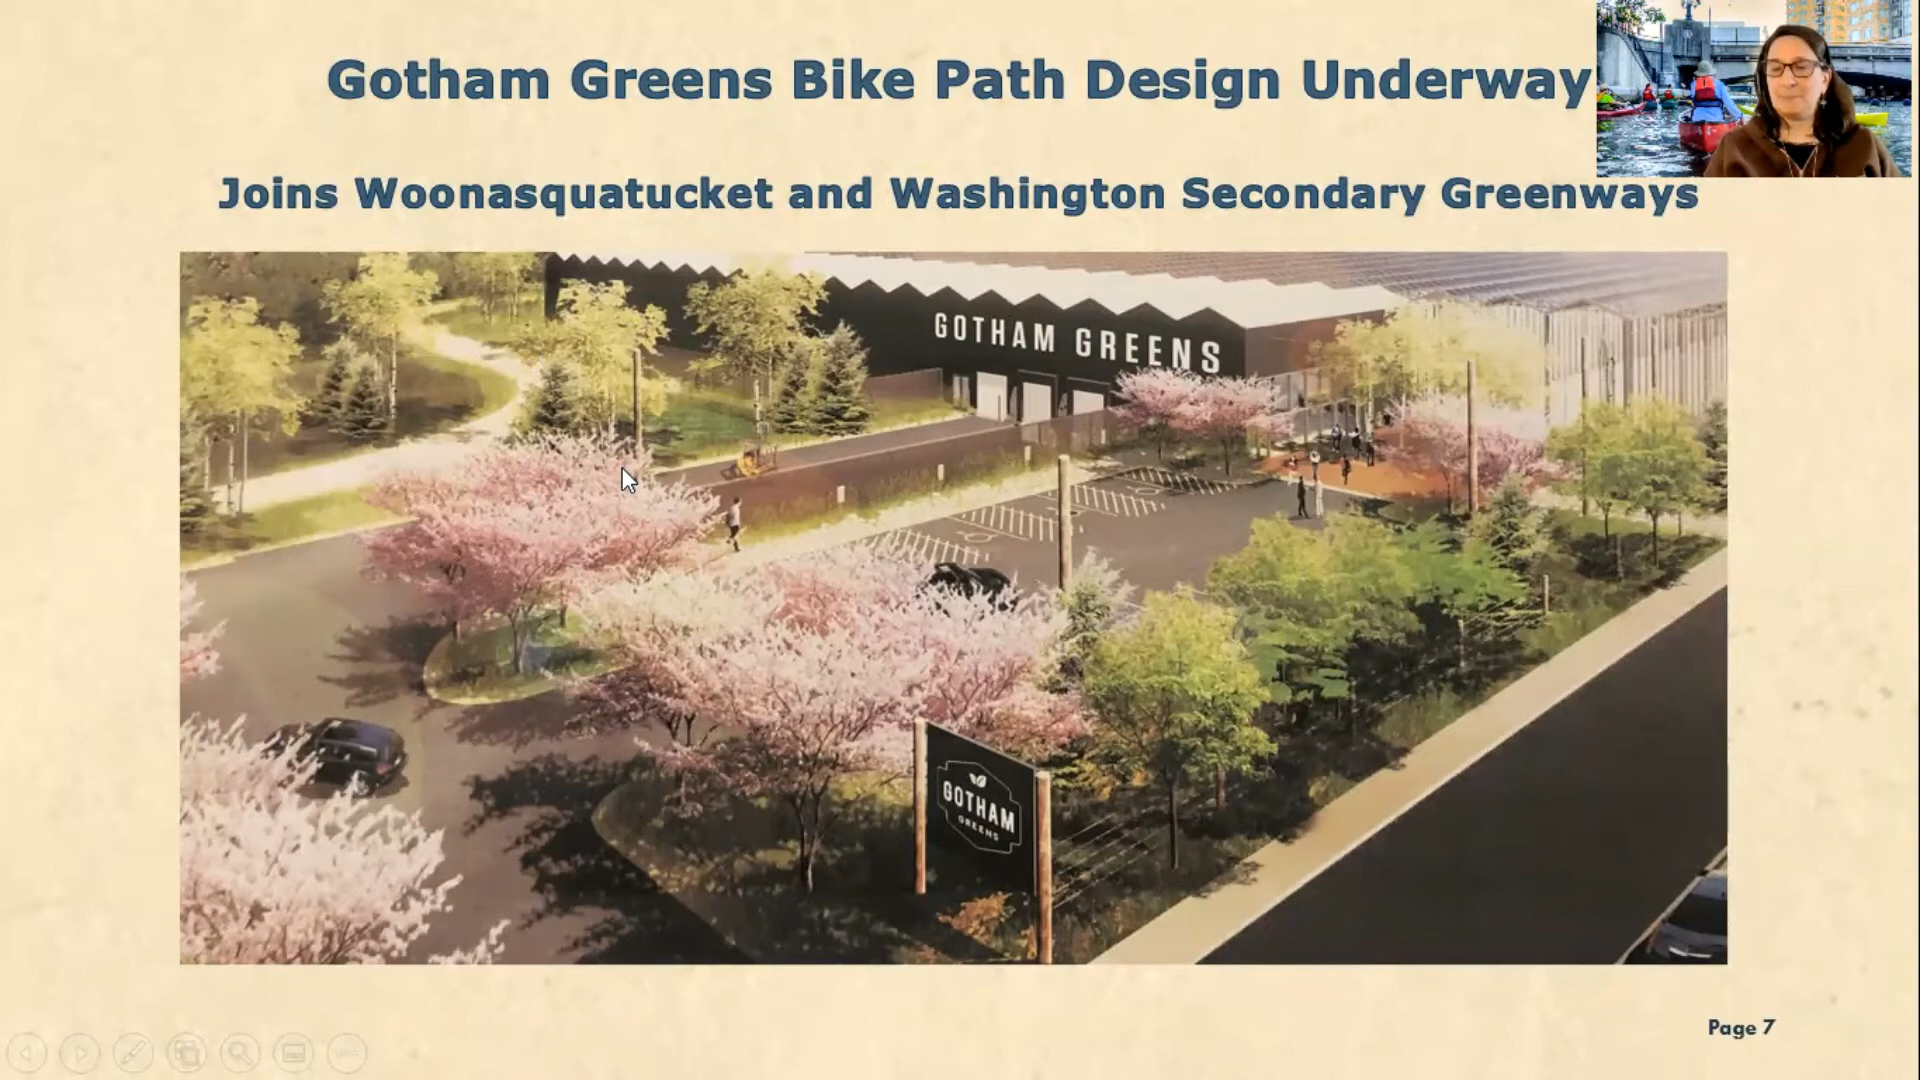 Gotham Greens Bike Path Design Underway
Joins Woonasquatucket and Washington Secondary Greenways
GOTHAM GREENS
GOTHAM
GREENS
Page 7